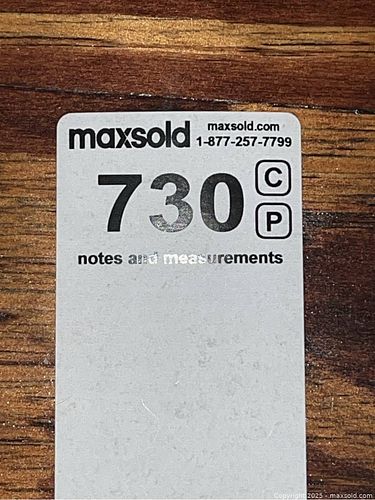 maxsold
maxsold.com
1-877-257-7799
730
C
P
notes and measurements
Copyright 2025 - maxsold.com